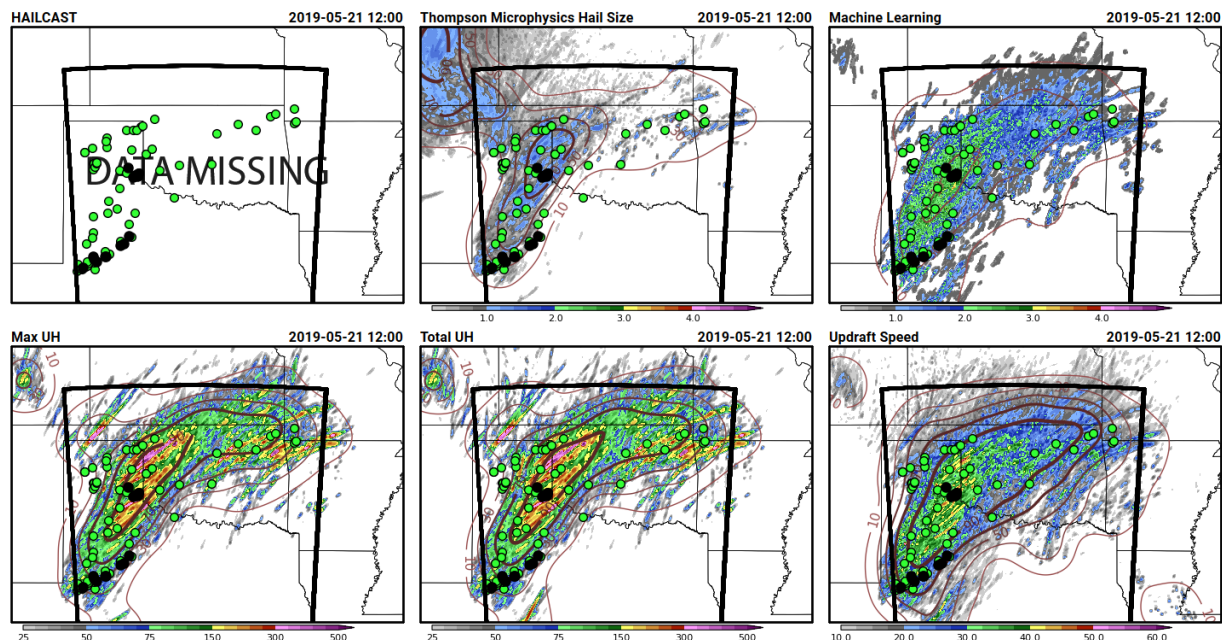 HAILCAST 2019-05-21 12:00
Thompson Microphysics Hail Size 2019-05-21 12:00
Machine Learning 2019-05-21 12:00
DATA MISSING
10
1.0 2.0 3.0 4.0
1.0 2.0 3.0 4.0
Max UH 2019-05-21 12:00
Total UH 2019-05-21 12:00
Updraft Speed 2019-05-21 12:00
10
10
10
25 50 75 150 300 500
25 50 75 150 300 500
10.0 20.0 30.0 40.0 50.0 60.0